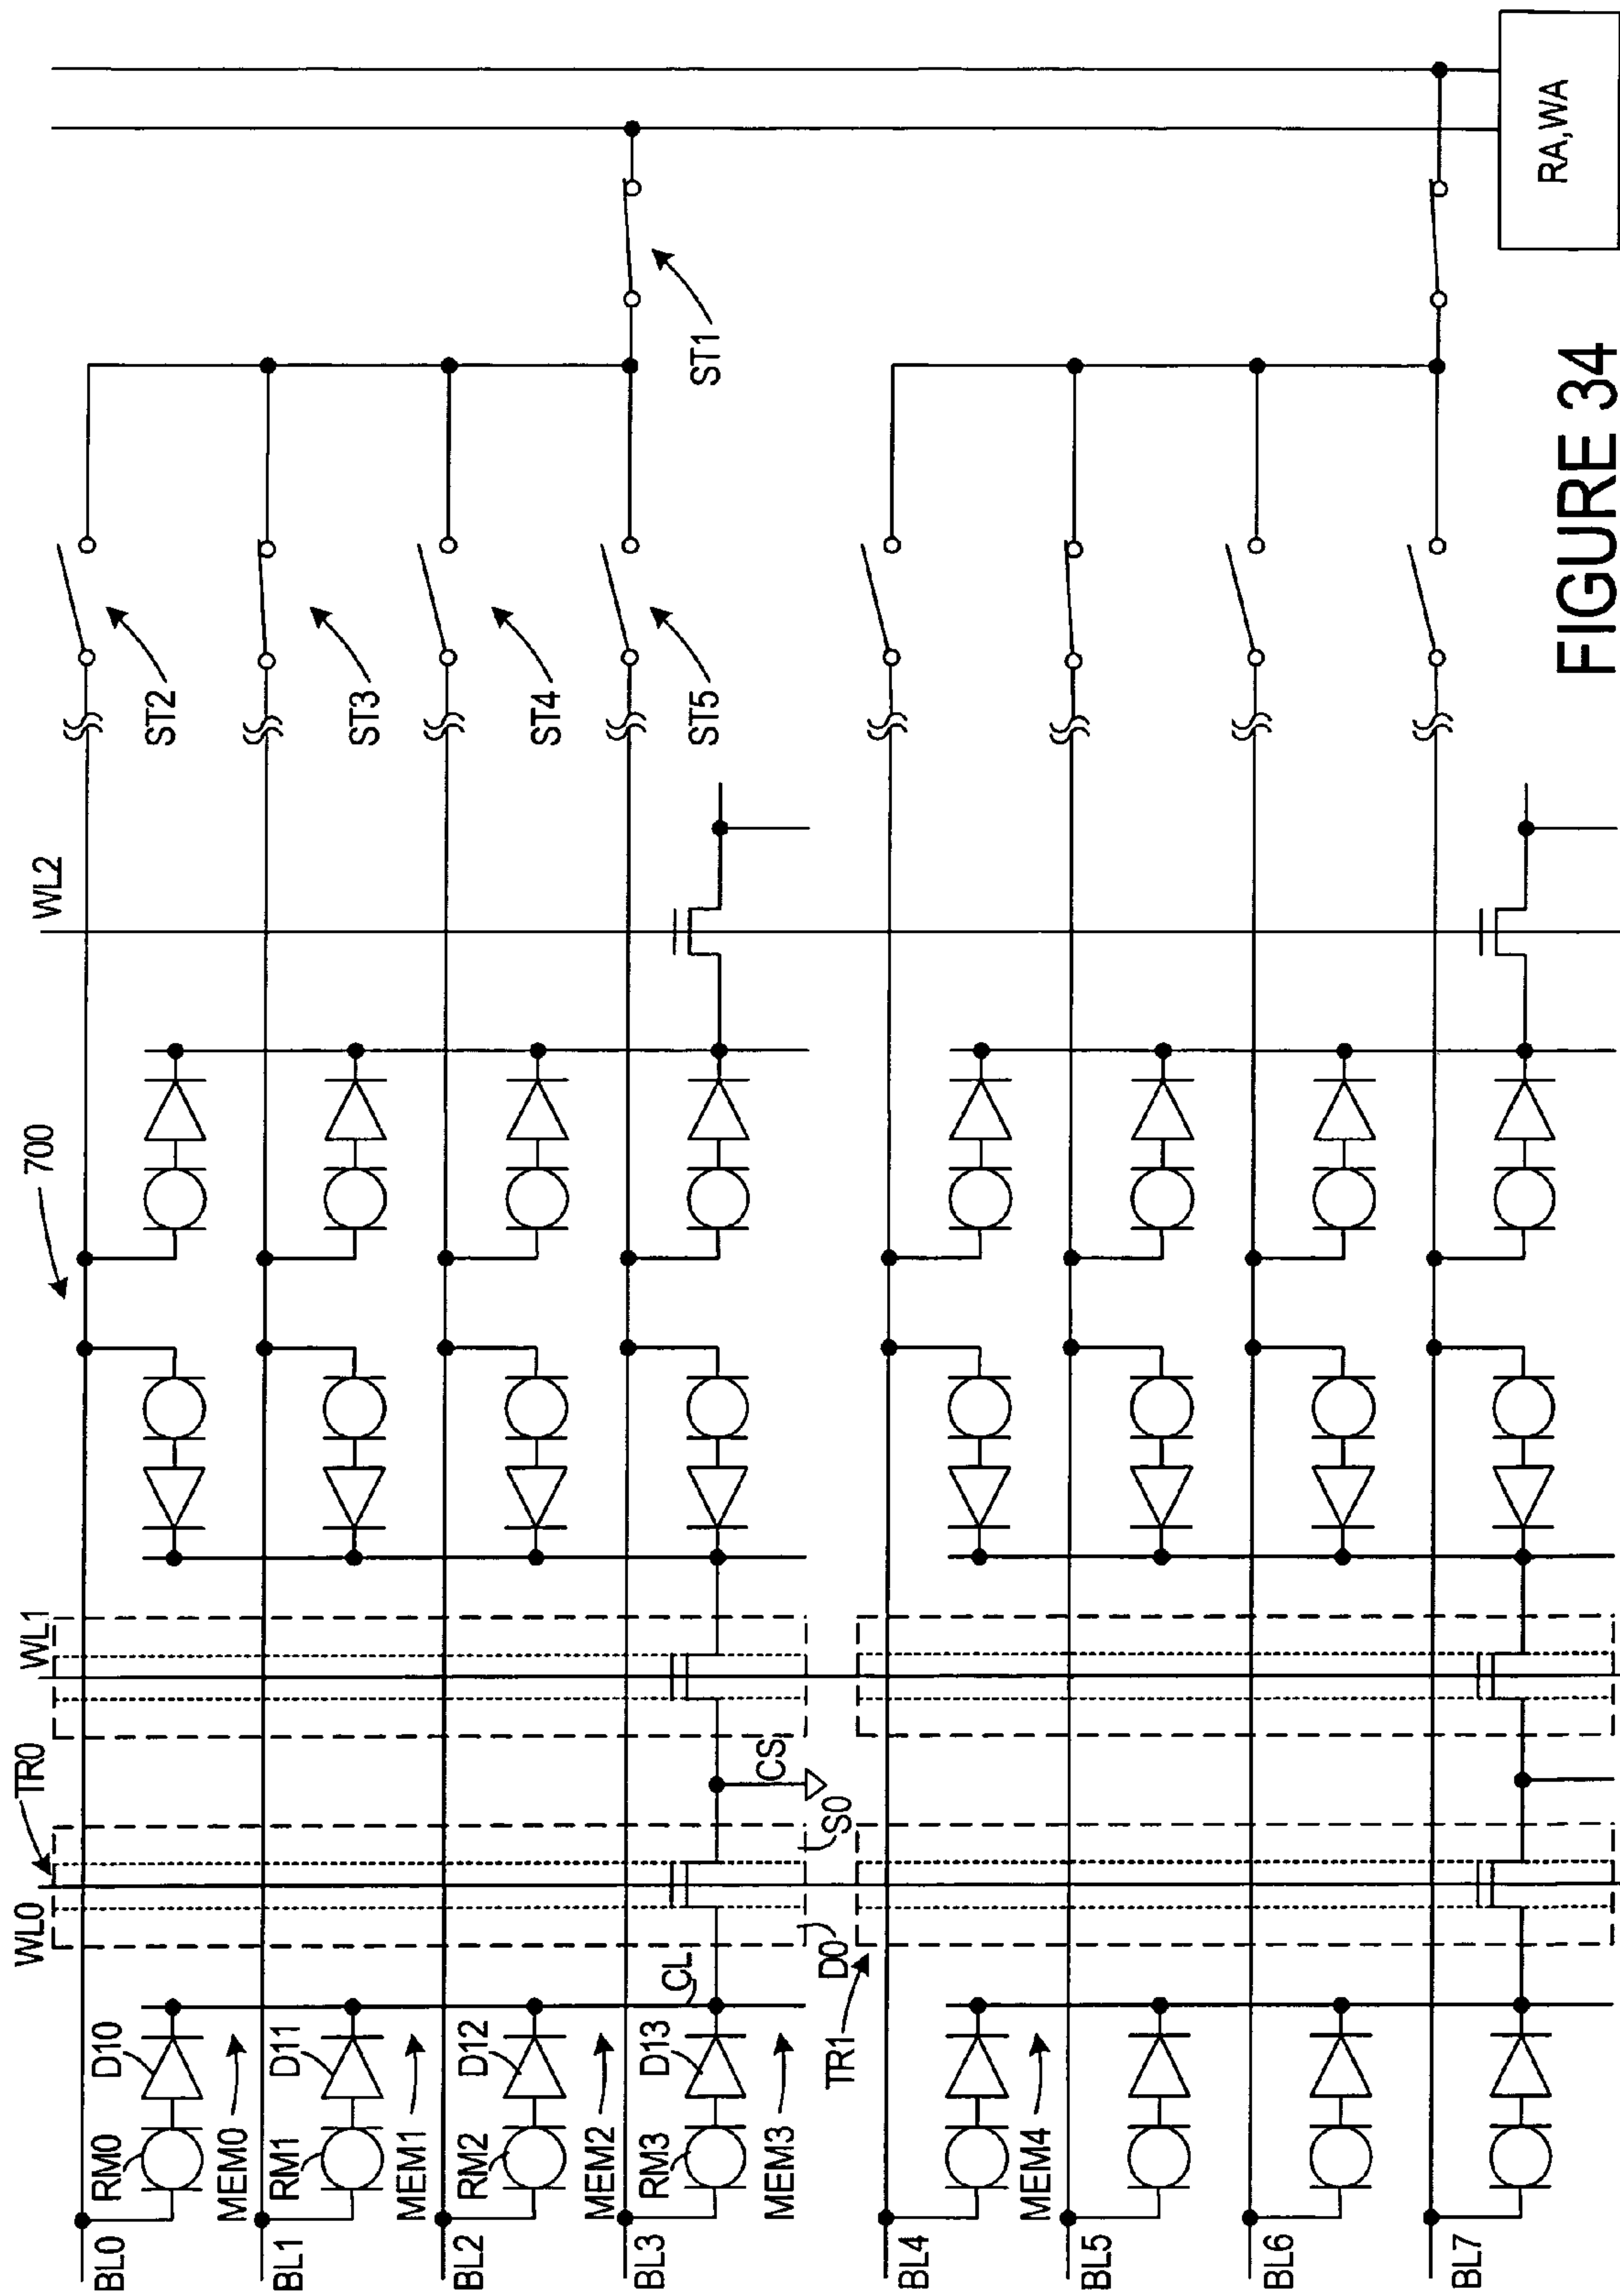 700
WL2
WL1
TR0
WL0
BL0
RM0
D10
MEM0
ST2
BL1
RM1
D11
MEM1
ST3
BL2
RM2
D12
MEM2
ST4
BL3
RM3
D13
MEM3
CL
D0
S0
CS
ST5
ST1
TR1
BL4
MEM4
BL5
BL6
BL7
RA,WA
FIGURE 34